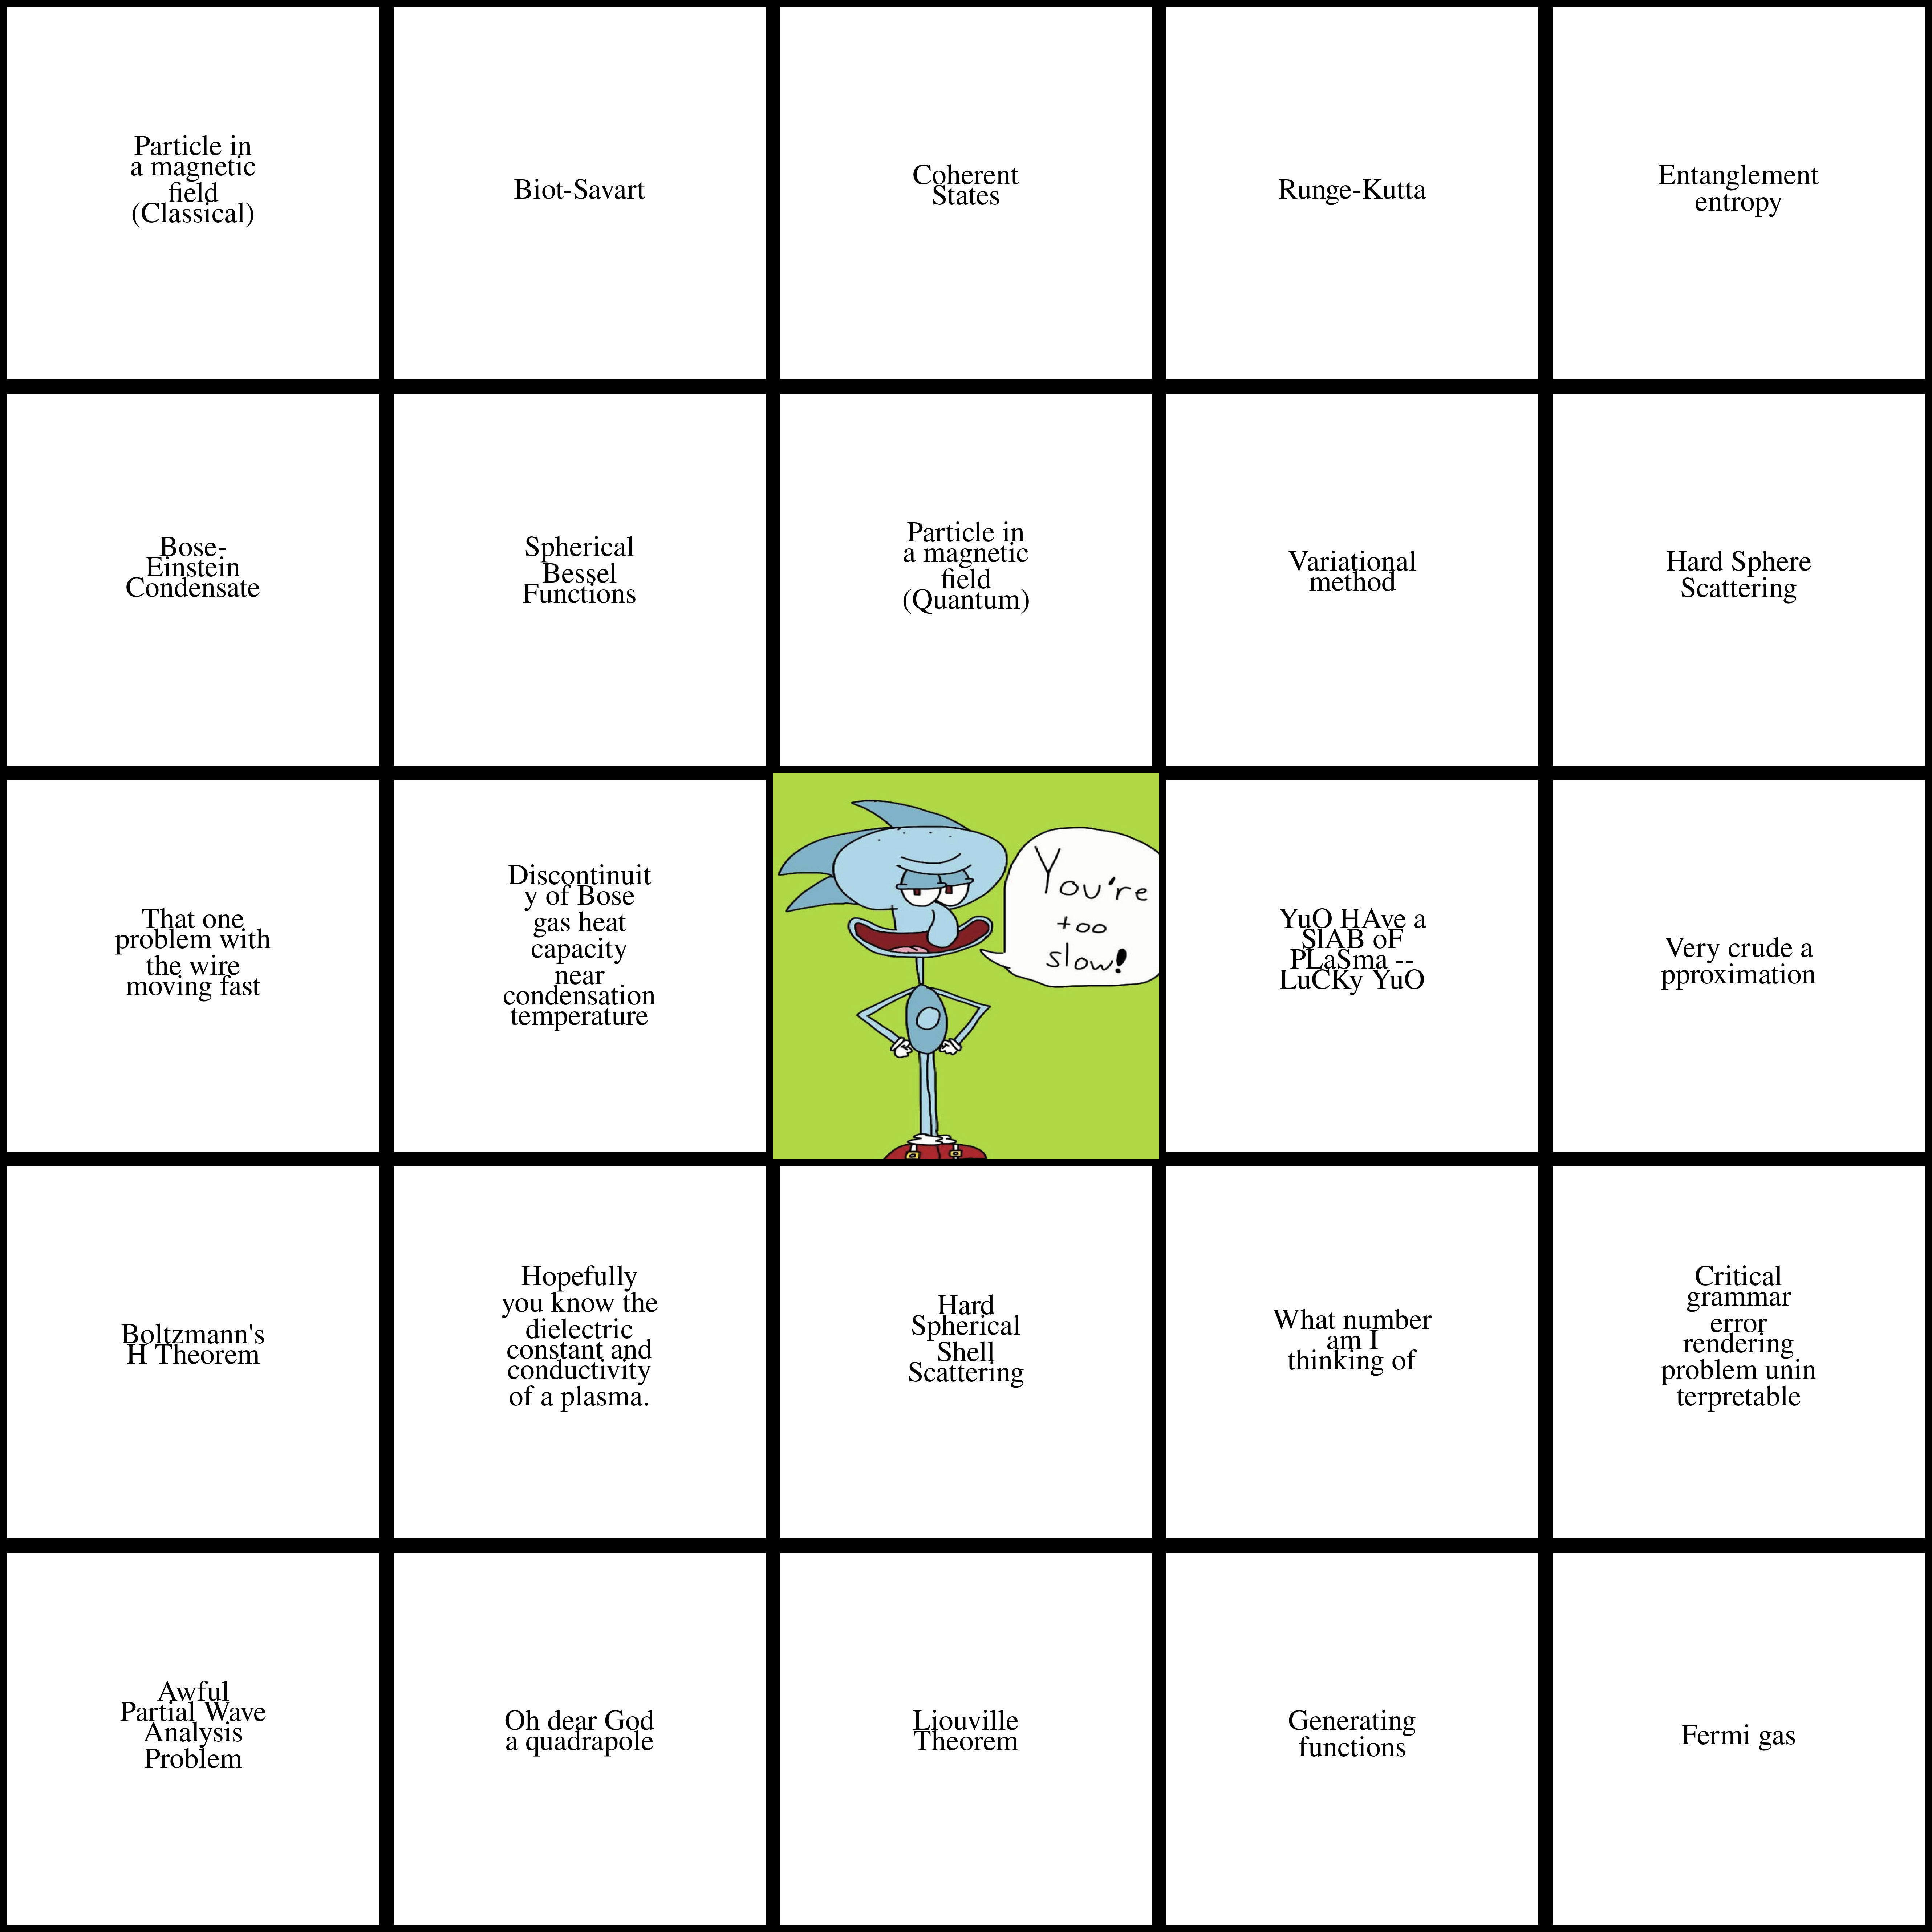 Particle in
a magnetic
field
(Classical)
Biot-Savart
Coherent
States
Runge-Kutta
Entanglement
entropy
Bose-
Einstein
Condensate
Spherical
Bessel
Functions
Particle in
a magnetic
field
(Quantum)
Variational
method
Hard Sphere
Scattering
That one
problem with
the wire
moving fast
Discontinuit
y of Bose
gas heat
capacity
near
condensation
temperature
You're
too
slow!
YuO HAve a
SlAB oF
PLaSma --
LuCKy YuO
Very crude a
pproximation
Boltzmann's
H Theorem
Hopefully
you know the
dielectric
constant and
conductivity
of a plasma.
Hard
Spherical
Shell
Scattering
What number
am I
thinking of
Critical
grammar
error
rendering
problem unin
terpretable
Awful
Partial Wave
Analysis
Problem
Oh dear God
a quadrapole
Liouville
Theorem
Generating
functions
Fermi gas